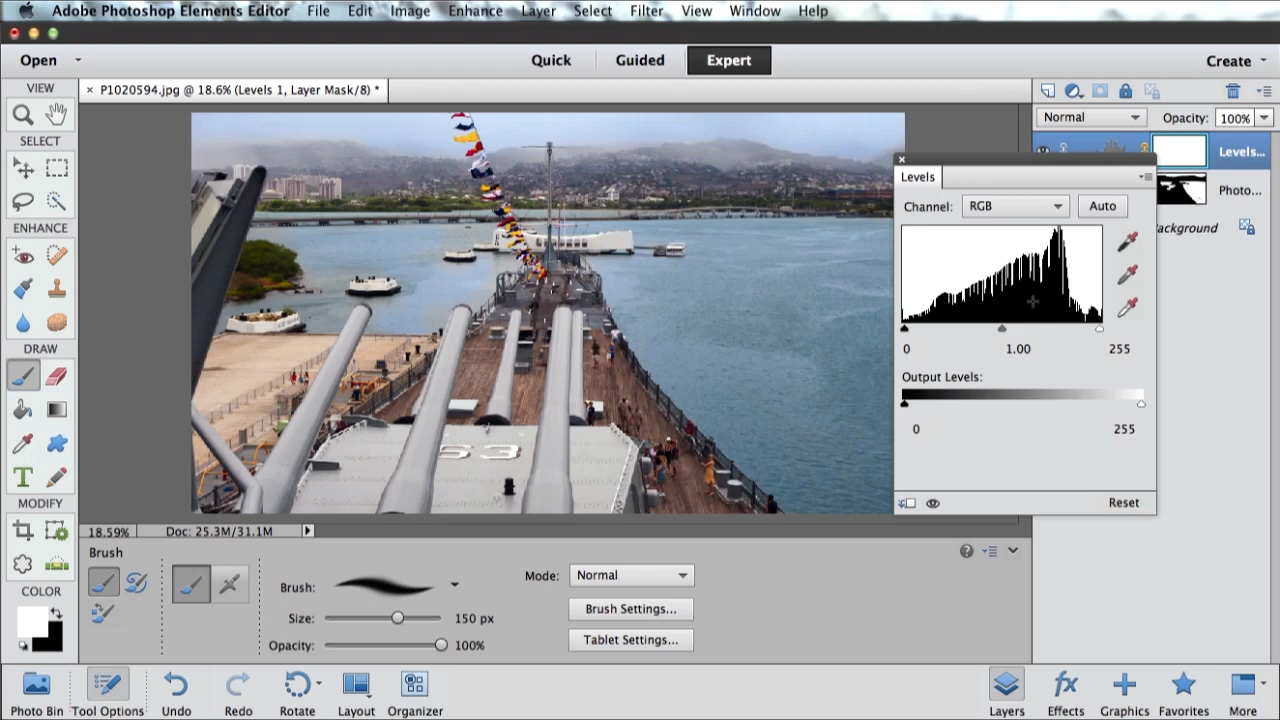 Adobe Photoshop Elements Editor File Edit Image Enhance Layer Select Filter View Window Help
Open Quick Guided Expert Create
VIEW
× P1020594.jpg @ 18.6% (Levels 1, Layer Mask/8) *
Normal Opacity: 100%
SELECT
Levels...
Levels
Photo...
Channel: RGB Auto
ENHANCE
ackground
DRAW
0 1.00 255
Output Levels:
0 255
63
T
MODIFY
Reset
18.59% Doc: 25.3M/31.1M
Brush
Mode: Normal
Brush:
COLOR
Brush Settings...
Size: 150 px
Tablet Settings...
Opacity: 100%
fx
Photo Bin Tool Options Undo Redo Rotate Layout Organizer Layers Effects Graphics Favorites More